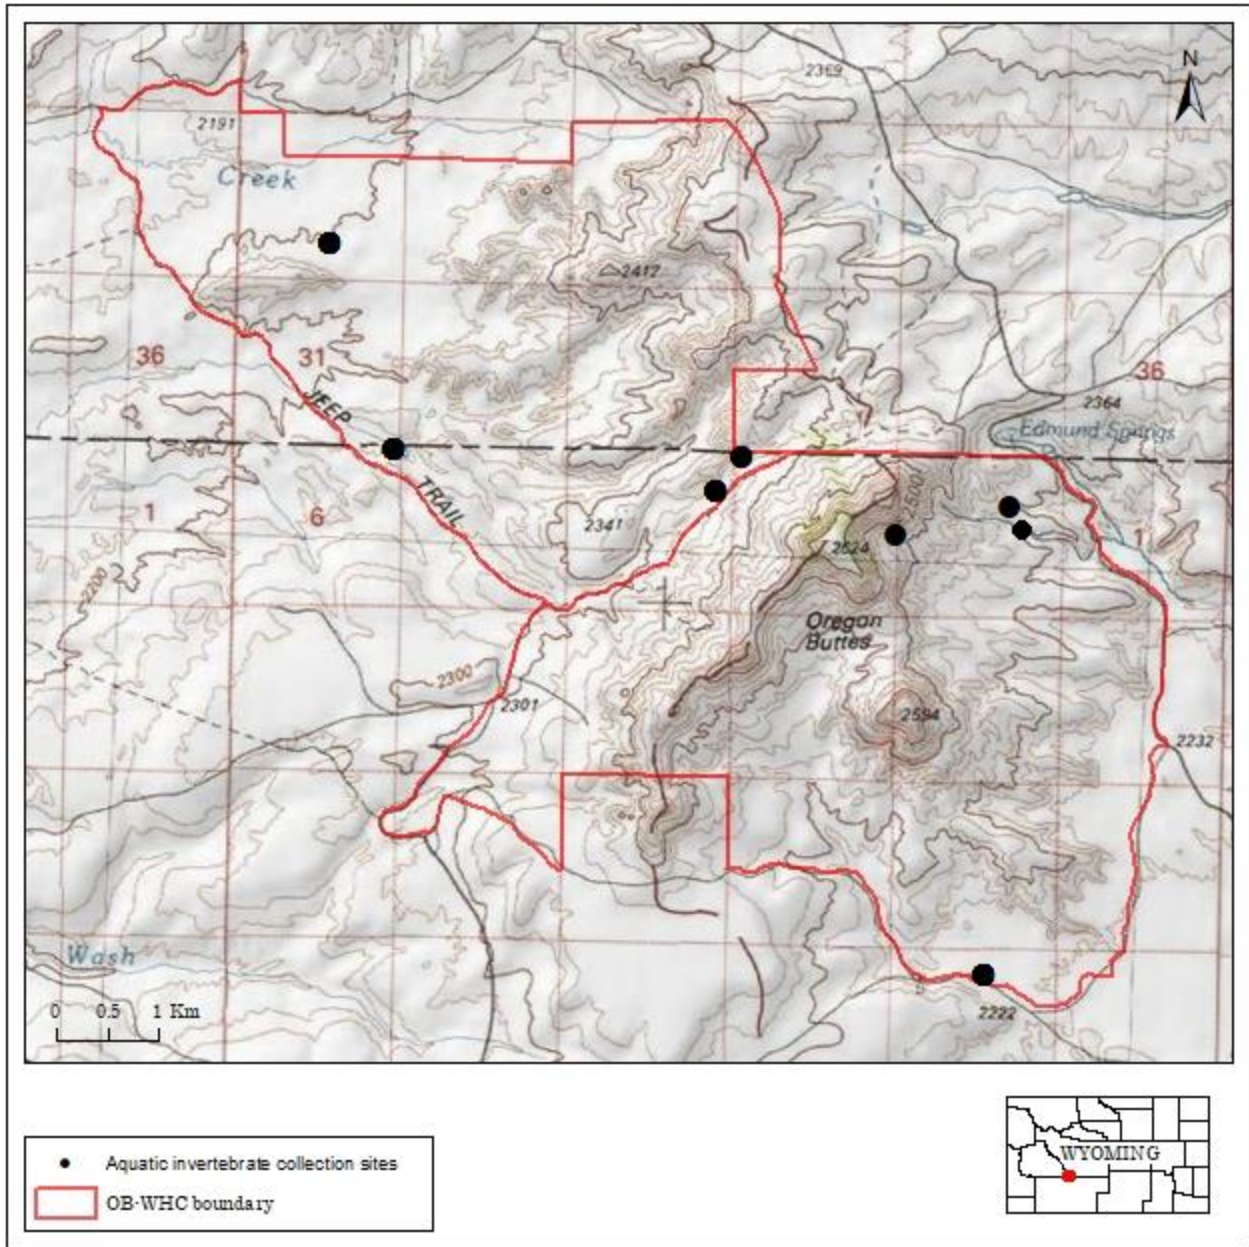 N
2369
2191
Creek
2412
36
31
36
JEEP
2364
Edmund Springs
TRAIL
2500
1
6
2341
2624
1
2200
Oregon
Buttes
2300
2301
2594
2232
Wash
0 0.5 1 Km
2222
WYOMING
Aquatic invertebrate collection sites
OB-WHC boundary